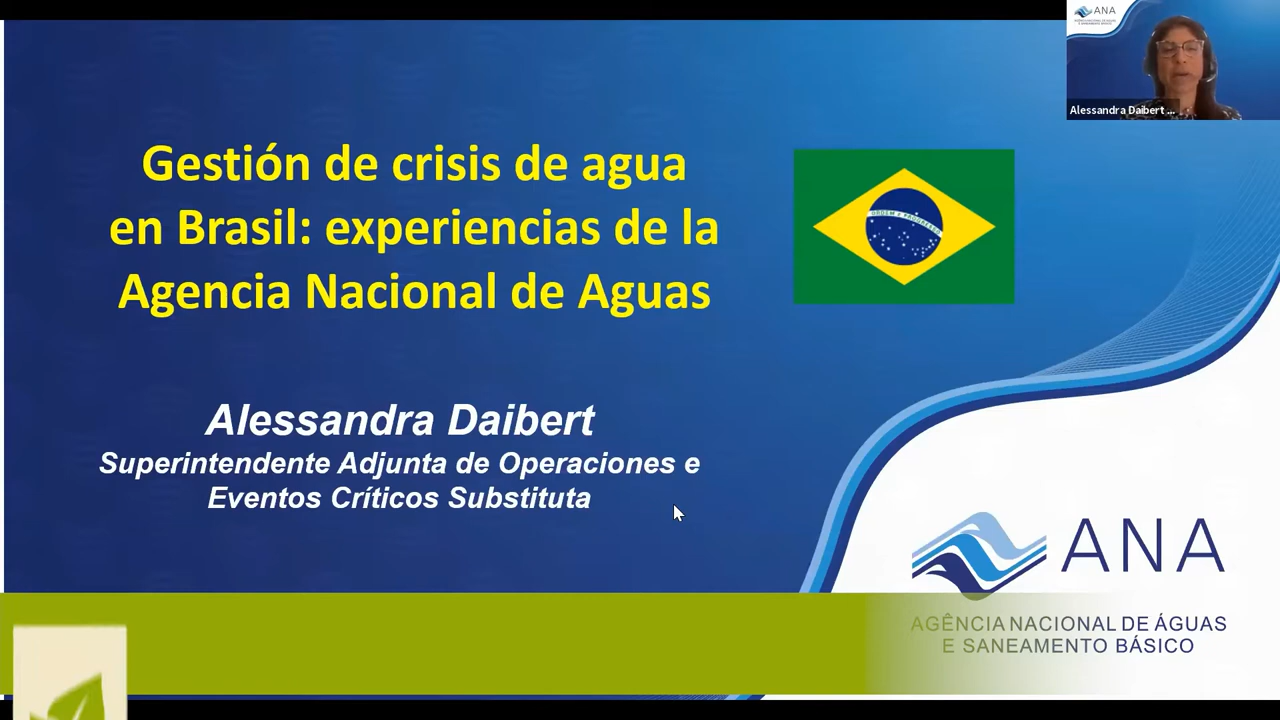 ANA
Alessandra Daibert ...
Gestión de crisis de agua
en Brasil: experiencias de la
Agencia Nacional de Aguas
Alessandra Daibert
Superintendente Adjunta de Operaciones e
Eventos Críticos Substituta
ANA
AGÊNCIA NACIONAL DE ÁGUAS
E SANEAMENTO BÁSICO